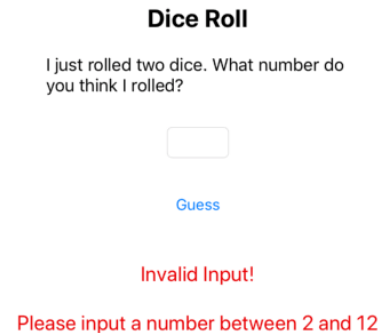 Dice Roll
I just rolled two dice. What number do
you think I rolled?
Guess
Invalid Input!
Please input a number between 2 and 12